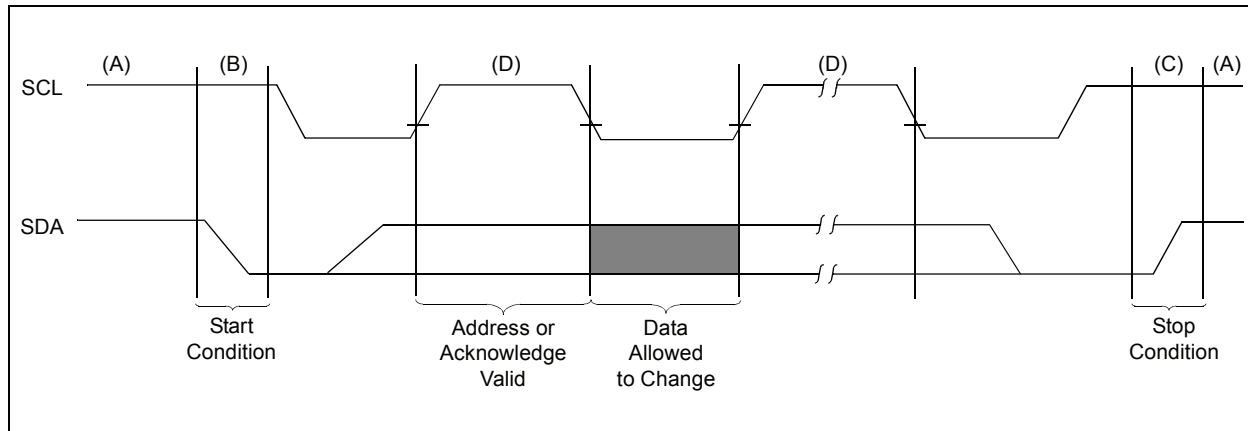 (A) (B) (D) (D) (C) (A)
SCL
SDA
Start
Condition
Address or
Acknowledge
Valid
Data
Allowed
to Change
Stop
Condition